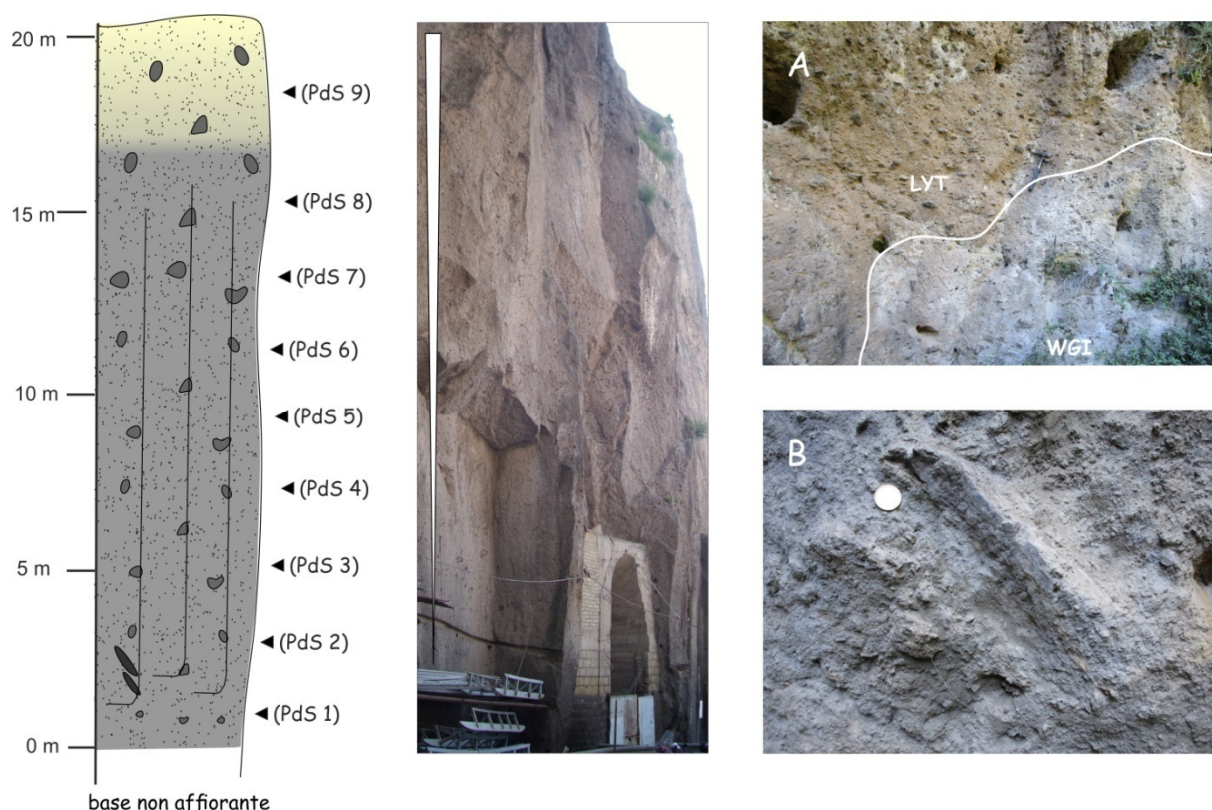 20 m
15 m
10 m
5 m
0 m
(PdS 9)
(PdS 8)
(PdS 7)
(PdS 6)
(PdS 5)
(PdS 4)
(PdS 3)
(PdS 2)
(PdS 1)
base non affiorante
A
LYT
WGI
B